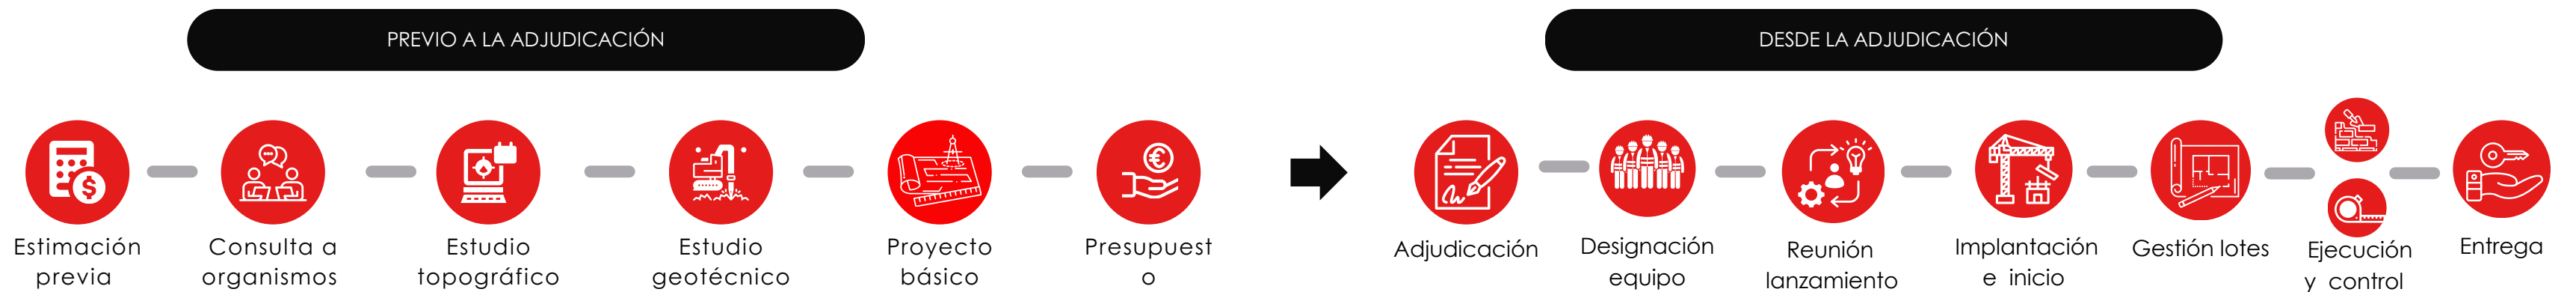 PREVIO A LA ADJUDICACIÓN
DESDE LA ADJUDICACIÓN
Estimación
previa
Consulta a
organismos
Estudio
topográfico
Estudio
geotécnico
Proyecto
básico
Presupuest
o
Adjudicación
Designación
equipo
Reunión
lanzamiento
Implantación
e inicio
Gestión lotes
Ejecución
y control
Entrega